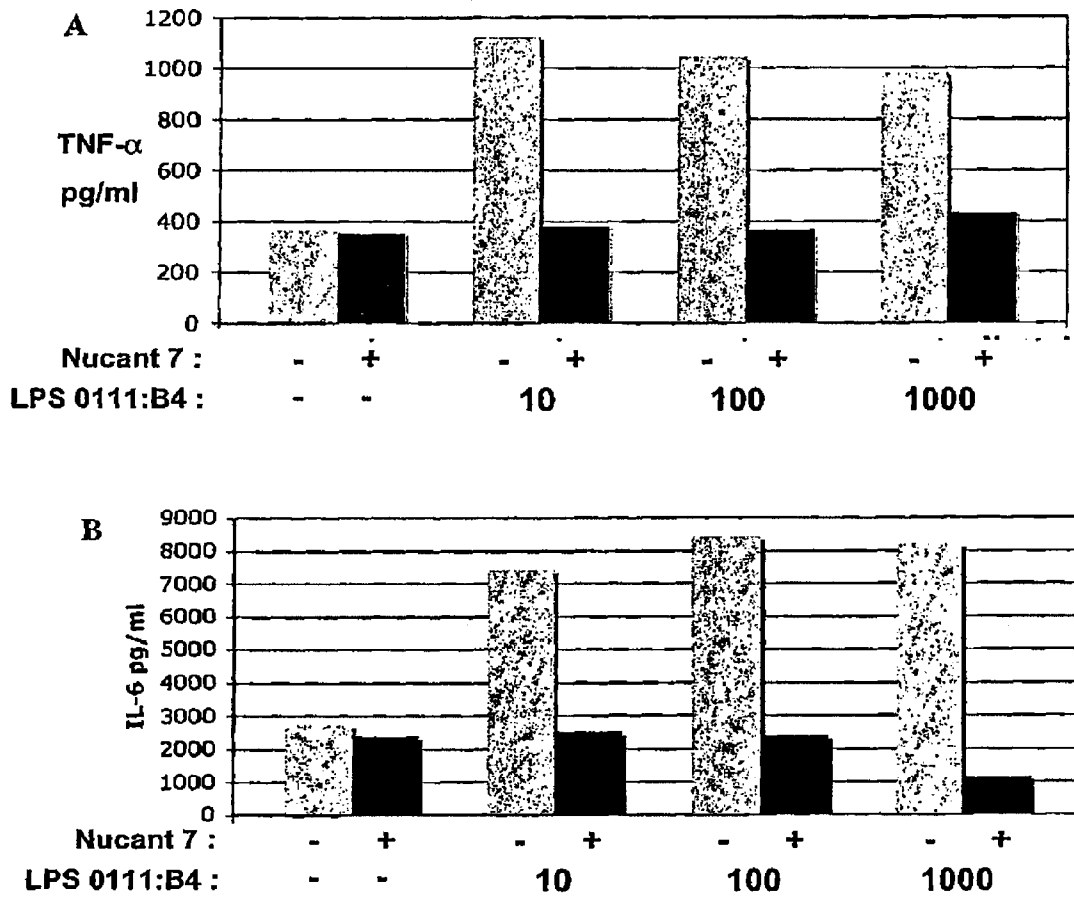 A
1200
1000
800
600
400
200
0
TNF-α
pg/ml
Nucant 7 : - + - + - + - +
LPS 0111:B4 : - - 10 100 1000
B
9000
8000
7000
6000
5000
4000
3000
2000
1000
0
IL-6 pg/ml
Nucant 7 : - + - + - + - +
LPS 0111:B4 : - - 10 100 1000